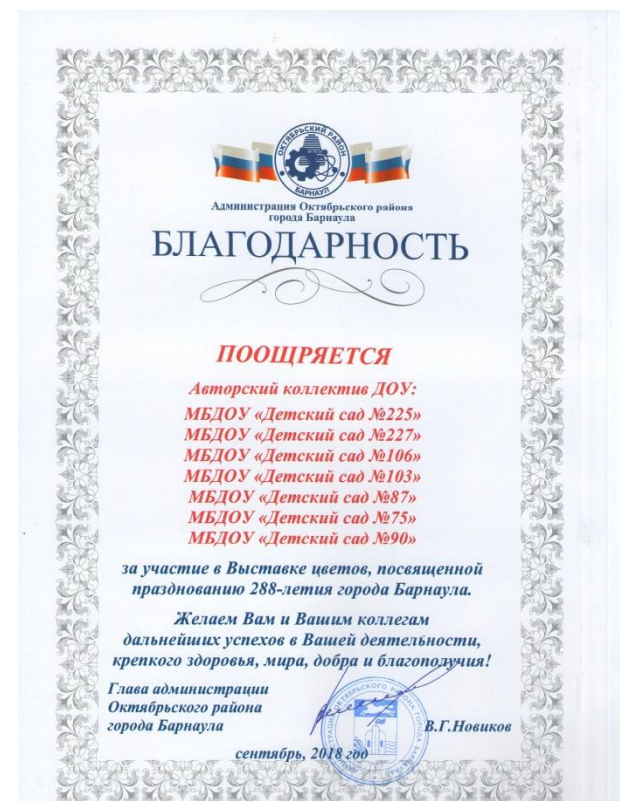 ОКТЯБРЬСКИЙ РАЙОН
БАРНАУЛ
Администрация Октябрьского района
города Барнаула
БЛАГОДАРНОСТЬ
ПООЩРЯЕТСЯ
Авторский коллектив ДОУ:
МБДОУ «Детский сад №225»
МБДОУ «Детский сад №227»
МБДОУ «Детский сад №106»
МБДОУ «Детский сад №103»
МБДОУ «Детский сад №87»
МБДОУ «Детский сад №75»
МБДОУ «Детский сад №90»
за участие в Выставке цветов, посвященной
празднованию 288-летия города Барнаула.
Желаем Вам и Вашим коллегам
дальнейших успехов в Вашей деятельности,
крепкого здоровья, мира, добра и благополучия!
Глава администрации
Октябрьского района
города Барнаула
В.Г.Новиков
сентябрь, 2018 год